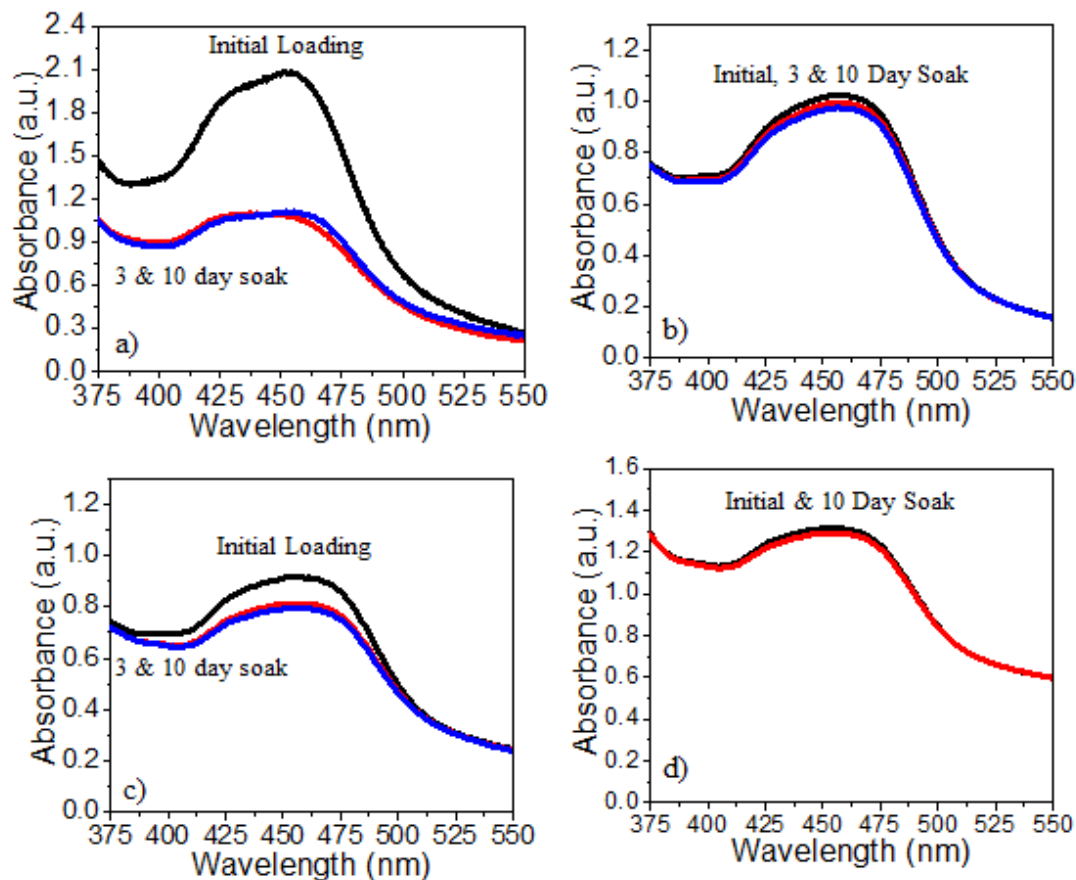 2.4
2.1
1.8
1.5
1.2
0.9
0.6
0.3
0.0
Absorbance (a.u.)
Initial Loading
3 & 10 day soak
a)
375 400 425 450 475 500 525 550
Wavelength (nm)
1.2
1.0
0.8
0.6
0.4
0.2
0.0
Absorbance (a.u.)
Initial, 3 & 10 Day Soak
b)
375 400 425 450 475 500 525 550
Wavelength (nm)
1.2
1.0
0.8
0.6
0.4
0.2
0.0
Absorbance (a.u.)
Initial Loading
3 & 10 day soak
c)
375 400 425 450 475 500 525 550
Wavelength (nm)
1.6
1.4
1.2
1.0
0.8
0.6
0.4
0.2
0.0
Absorbance (a.u.)
Initial & 10 Day Soak
d)
375 400 425 450 475 500 525 550
Wavelength (nm)